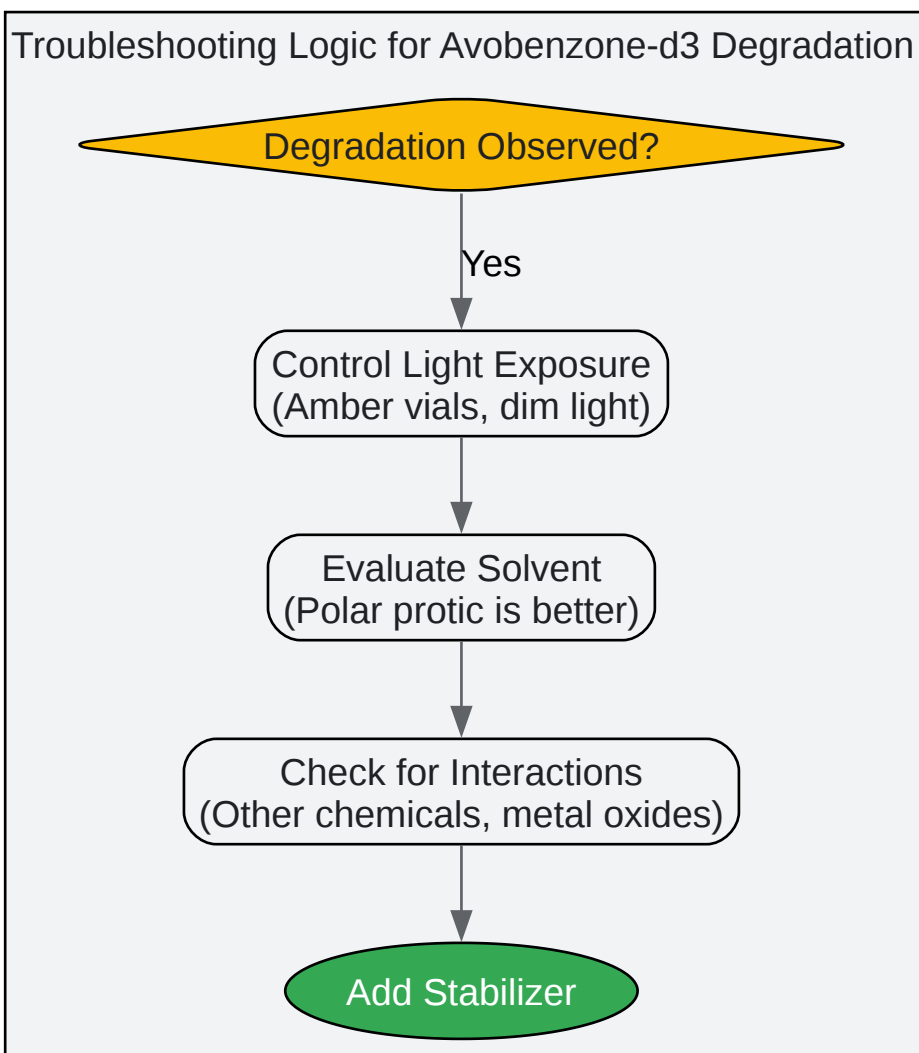 Troubleshooting Logic for Avobenzone-d3 Degradation
Degradation Observed?
Yes
Control Light Exposure
(Amber vials, dim light)
Evaluate Solvent
(Polar protic is better)
Check for Interactions
(Other chemicals, metal oxides)
Add Stabilizer